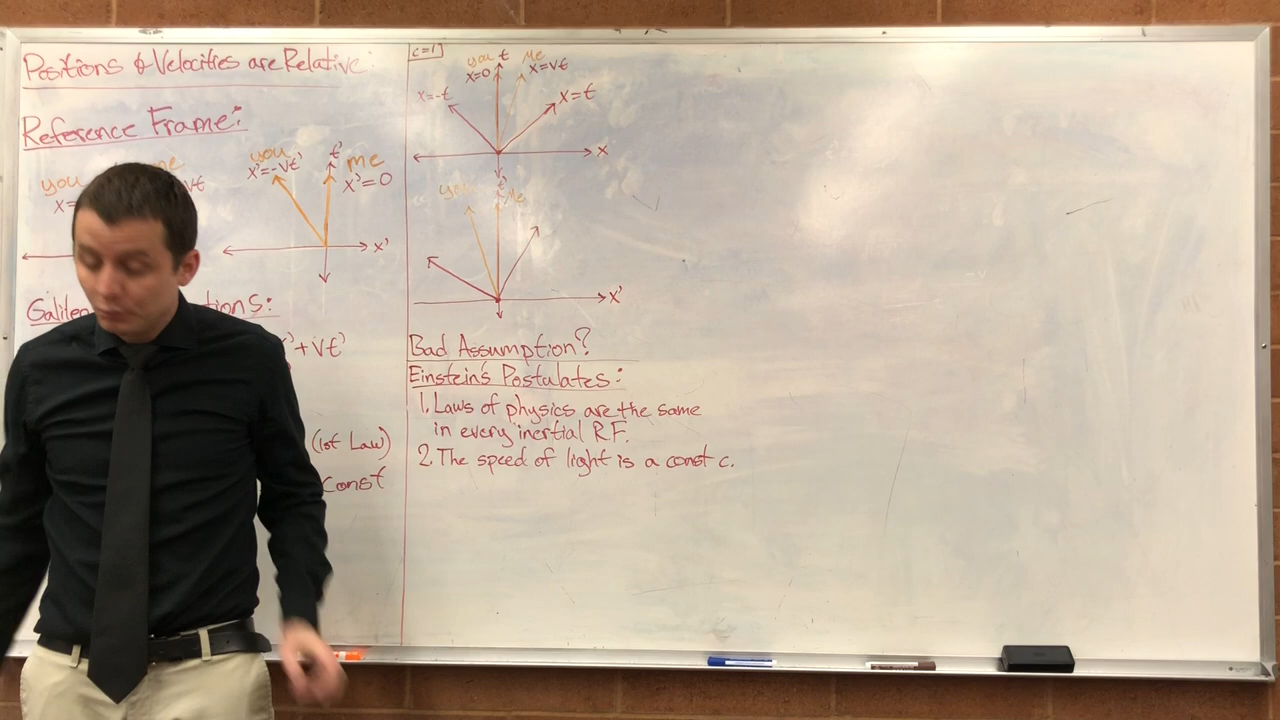 Positions & Velocities are Relative:
Reference Frame:
you
x=
me
vt
you
x'=-vt'
t'
me
x'=0
x'
'+vt'
(1st Law)
const
c=1
you
x=0
t
Me
x=vt
x=-t
x=t
x
you
t'
Me
x'
Bad Assumption?
Einstein's Postulates:
1. Laws of physics are the same
in every inertial R.F.
2. The speed of light is a const c.